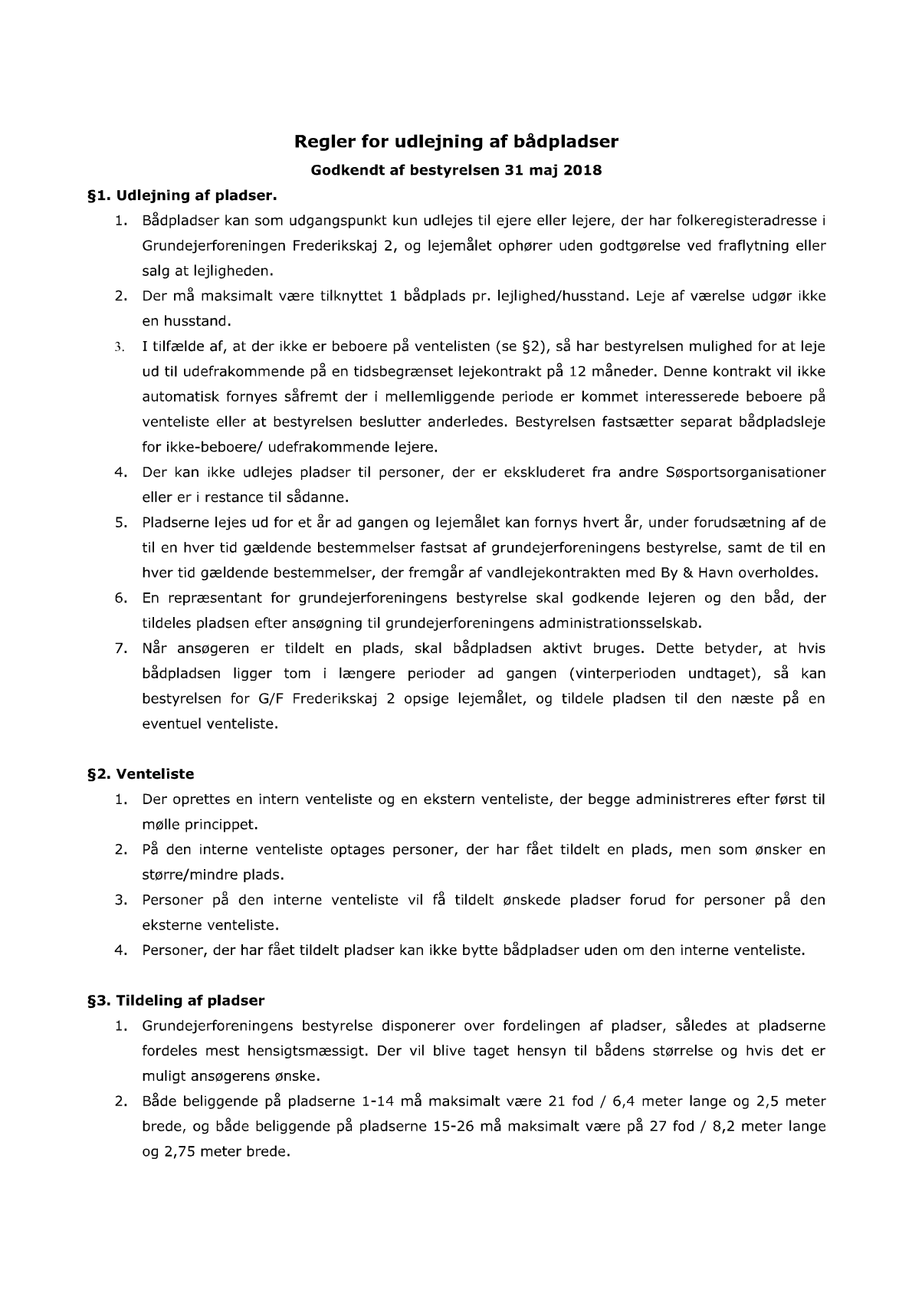 Regler for udlejning af bådpladser
Godkendt af bestyrelsen 31 maj 2018
§1. Udlejning af pladser.
1. Bådpladser kan som udgangspunkt kun udlejes til ejere eller lejere, der har folkeregisteradresse i
Grundejerforeningen Frederikskaj 2, og lejemålet ophører uden godtgørelse ved fraflytning eller
salg at lejligheden.
2. Der må maksimalt være tilknyttet 1 bådplads pr. lejlighed/husstand. Leje af værelse udgør ikke
en husstand.
3. I tilfælde af, at der ikke er beboere på ventelisten (se §2), så har bestyrelsen mulighed for at leje
ud til udefrakommende på en tidsbegrænset lejekontrakt på 12 måneder. Denne kontrakt vil ikke
automatisk fornyes såfremt der i mellemliggende periode er kommet interesserede beboere på
venteliste eller at bestyrelsen beslutter anderledes. Bestyrelsen fastsætter separat bådpladsleje
for ikke-beboere/ udefrakommende lejere.
4. Der kan ikke udlejes pladser til personer, der er ekskluderet fra andre Søsportsorganisationer
eller er i restance til sådanne.
5. Pladserne lejes ud for et år ad gangen og lejemålet kan fornys hvert år, under forudsætning af de
til en hver tid gældende bestemmelser fastsat af grundejerforeningens bestyrelse, samt de til en
hver tid gældende bestemmelser, der fremgår af vandlejekontrakten med By & Havn overholdes.
6. En repræsentant for grundejerforeningens bestyrelse skal godkende lejeren og den båd, der
tildeles pladsen efter ansøgning til grundejerforeningens administrationsselskab.
7. Når ansøgeren er tildelt en plads, skal bådpladsen aktivt bruges. Dette betyder, at hvis
bådpladsen ligger tom i længere perioder ad gangen (vinterperioden undtaget), så kan
bestyrelsen for G/F Frederikskaj 2 opsige lejemålet, og tildele pladsen til den næste på en
eventuel venteliste.
§2. Venteliste
1. Der oprettes en intern venteliste og en ekstern venteliste, der begge administreres efter først til
mølle princippet.
2. På den interne venteliste optages personer, der har fået tildelt en plads, men som ønsker en
større/mindre plads.
3. Personer på den interne venteliste vil få tildelt ønskede pladser forud for personer på den
eksterne venteliste.
4. Personer, der har fået tildelt pladser kan ikke bytte bådpladser uden om den interne venteliste.
§3. Tildeling af pladser
1. Grundejerforeningens bestyrelse disponerer over fordelingen af pladser, således at pladserne
fordeles mest hensigtsmæssigt. Der vil blive taget hensyn til bådens størrelse og hvis det er
muligt ansøgerens ønske.
2. Både beliggende på pladserne 1-14 må maksimalt være 21 fod / 6,4 meter lange og 2,5 meter
brede, og både beliggende på pladserne 15-26 må maksimalt være på 27 fod / 8,2 meter lange
og 2,75 meter brede.